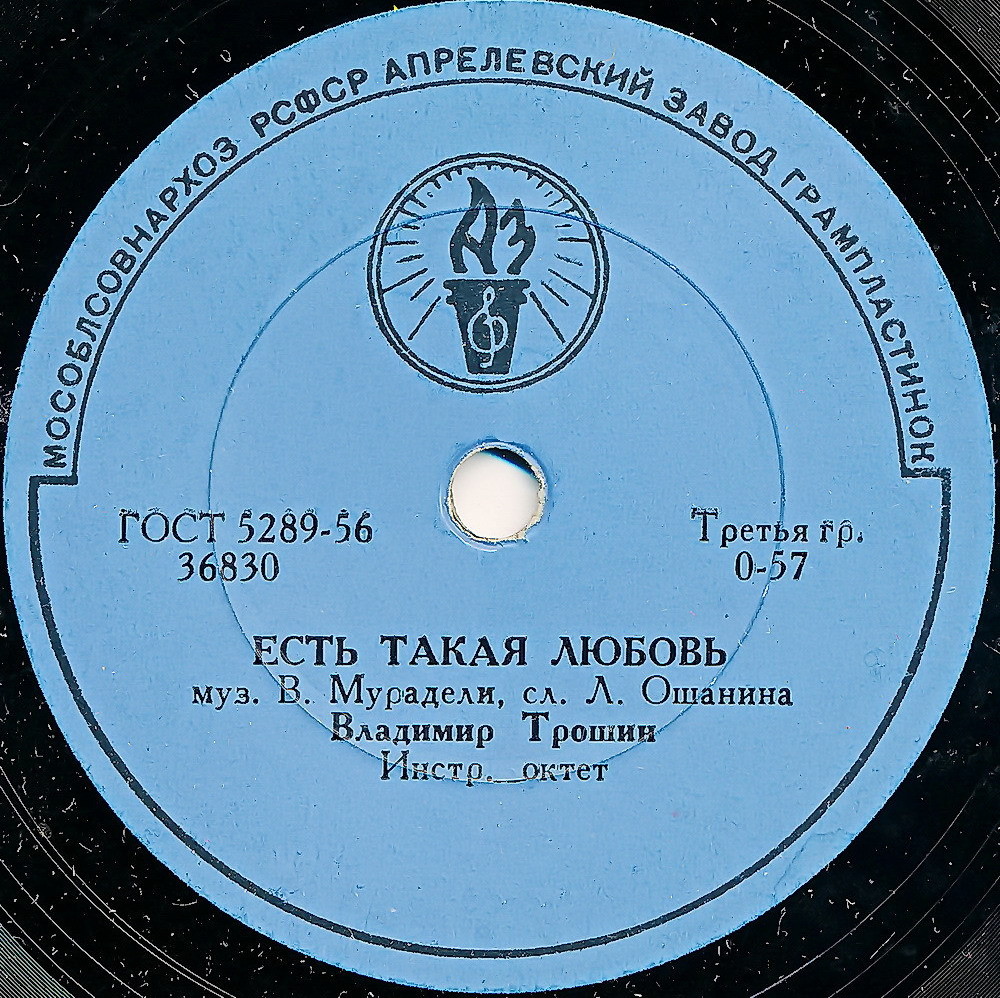 МОСОБЛСОВНАРХОЗ РСФСР АПРЕЛЕВСКИЙ ЗАВОД ГРАМПЛАСТИНОК
АЗ
ГОСТ 5289-56
36830
Третья гр.
0-57
ЕСТЬ ТАКАЯ ЛЮБОВЬ
муз. В. Мурадели, сл. Л. Ошанина
Владимир Трошин
Инстр. октет